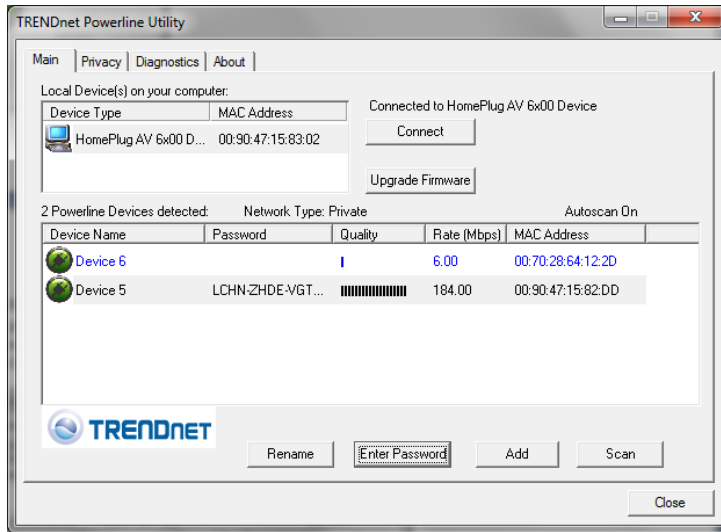 TRENDnet Powerline Utility
Main Privacy Diagnostics About
Local Device(s) on your computer:
Device Type MAC Address
HomePlug AV 6x00 D... 00:90:47:15:83:02
Connected to HomePlug AV 6x00 Device
Connect
Upgrade Firmware
2 Powerline Devices detected: Network Type: Private Autoscan On
Device Name Password Quality Rate (Mbps) MAC Address
Device 6 6.00 00:70:28:64:12:2D
Device 5 LCHN-ZHDE-VGT... 184.00 00:90:47:15:82:DD
TRENDNET
Rename Enter Password Add Scan
Close